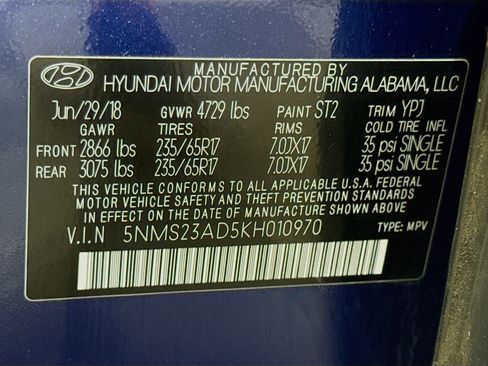 MANUFACTURED BY
HYUNDAI MOTOR MANUFACTURING ALABAMA, LLC
Jun/29/18 GVWR 4729 lbs PAINT ST2 TRIM YPJ
GAWR TIRES RIMS COLD TIRE INFL
FRONT 2866 lbs 235/65R17 7.0JX17 35 psi SINGLE
REAR 3075 lbs 235/65R17 7.0JX17 35 psi SINGLE
THIS VEHICLE CONFORMS TO ALL APPLICABLE U.S.A. FEDERAL
MOTOR VEHICLE SAFETY AND THEFT PREVENTION STANDARDS
IN EFFECT ON THE DATE OF MANUFACTURE SHOWN ABOVE.
V.I.N 5NMS23AD5KH010970 TYPE: MPV